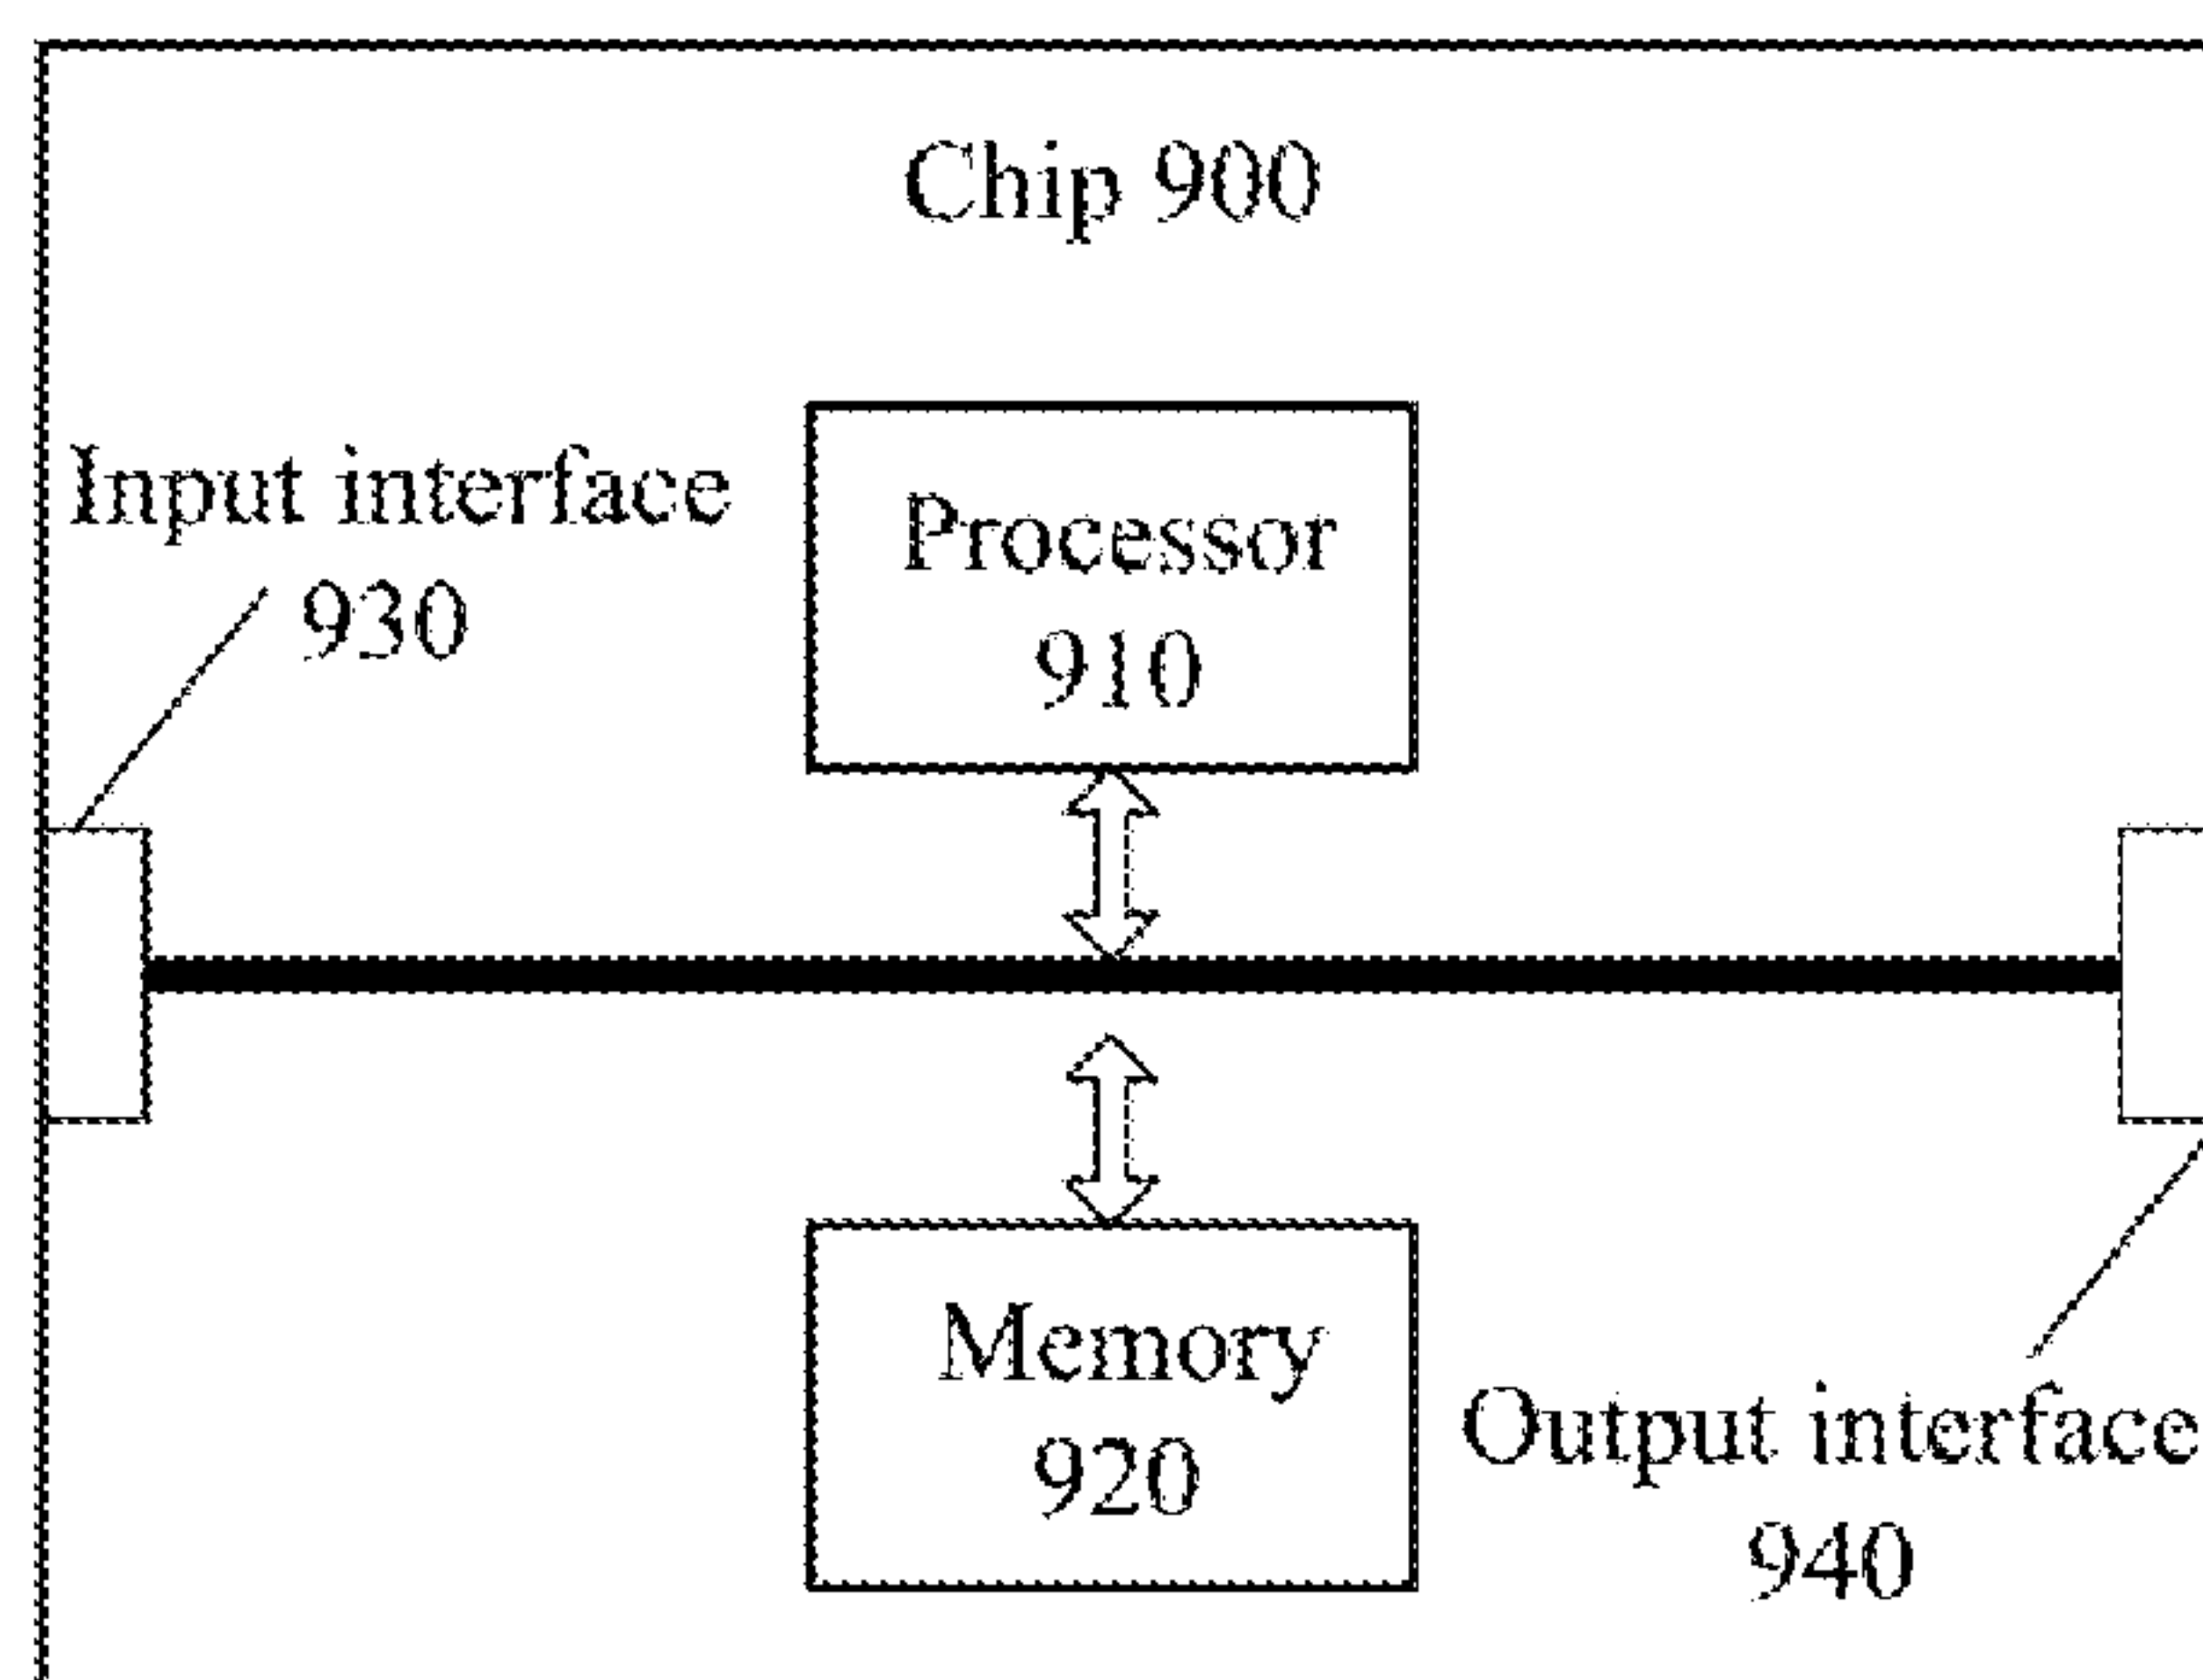 Chip 900
Input interface
930
Processor
910
Memory
920
Output interface
940